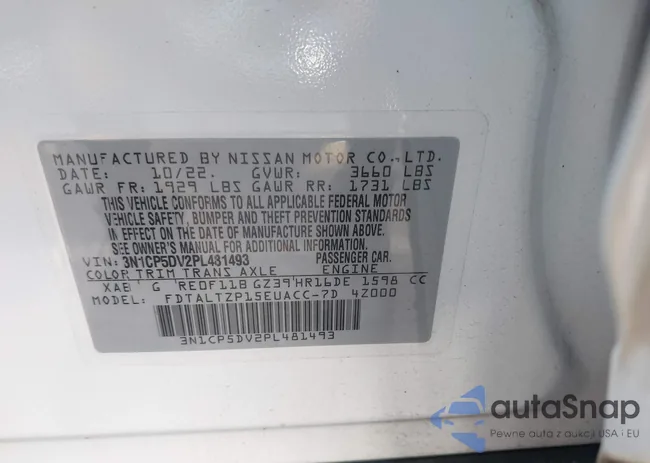 MANUFACTURED BY NISSAN MOTOR CO.,LTD.
DATE: 10/22. GVWR: 3660 LBS
GAWR FR: 1929 LBS GAWR RR: 1731 LBS
THIS VEHICLE CONFORMS TO ALL APPLICABLE FEDERAL MOTOR
VEHICLE SAFETY, BUMPER AND THEFT PREVENTION STANDARDS
IN EFFECT ON THE DATE OF MANUFACTURE SHOWN ABOVE.
SEE OWNER'S MANUAL FOR ADDITIONAL INFORMATION
VIN: 3N1CP5DV2PL481493 PASSENGER CAR.
COLOR TRIM TRANS AXLE ENGINE
XAB G RE0F11B GZ39 HR16DE 1598 CC
MODEL: FDTALTZP15EUACC-7D 4Z000
3N1CP5DV2PL481493
autaSnap
Pewne auta z aukcji USA i EU